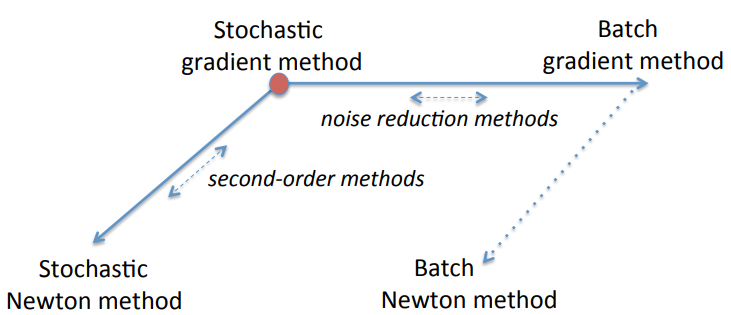 Stochastic
gradient method
Batch
gradient method
noise reduction methods
second-order methods
Stochastic
Newton method
Batch
Newton method